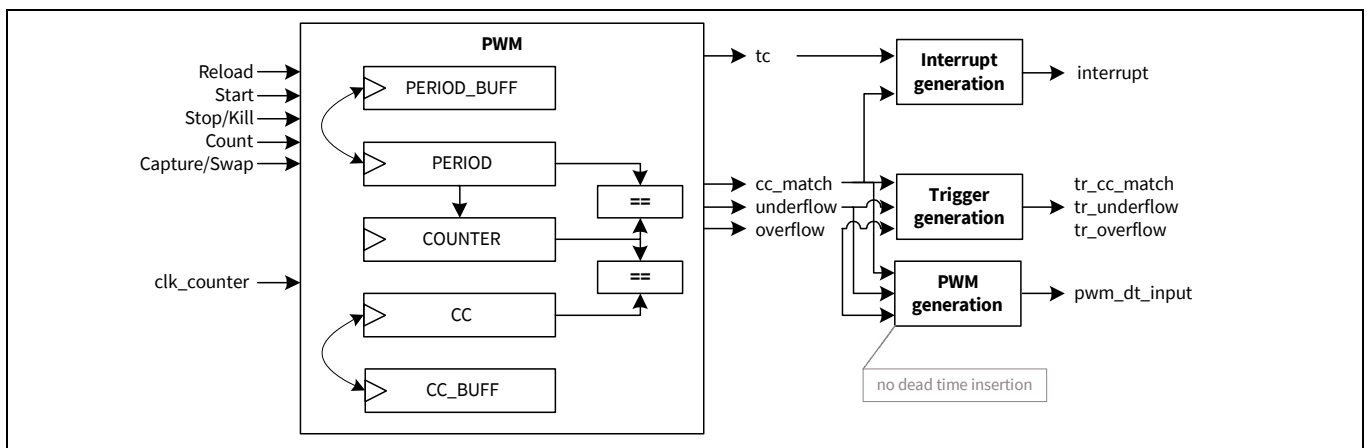 PWM
Reload
Start
Stop/Kill
Count
Capture/Swap
clk_counter
PERIOD_BUFF
PERIOD
==
COUNTER
==
CC
CC_BUFF
tc
cc_match
underflow
overflow
Interrupt
generation
interrupt
Trigger
generation
tr_cc_match
tr_underflow
tr_overflow
PWM
generation
pwm_dt_input
no dead time insertion